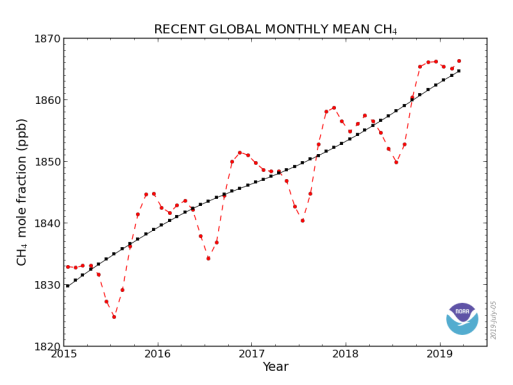 RECENT GLOBAL MONTHLY MEAN CH₄
1870
1860
1850
1840
1830
1820
CH₄ mole fraction (ppb)
2015
2016
2017
2018
2019
Year
NOAA
2019-July-05